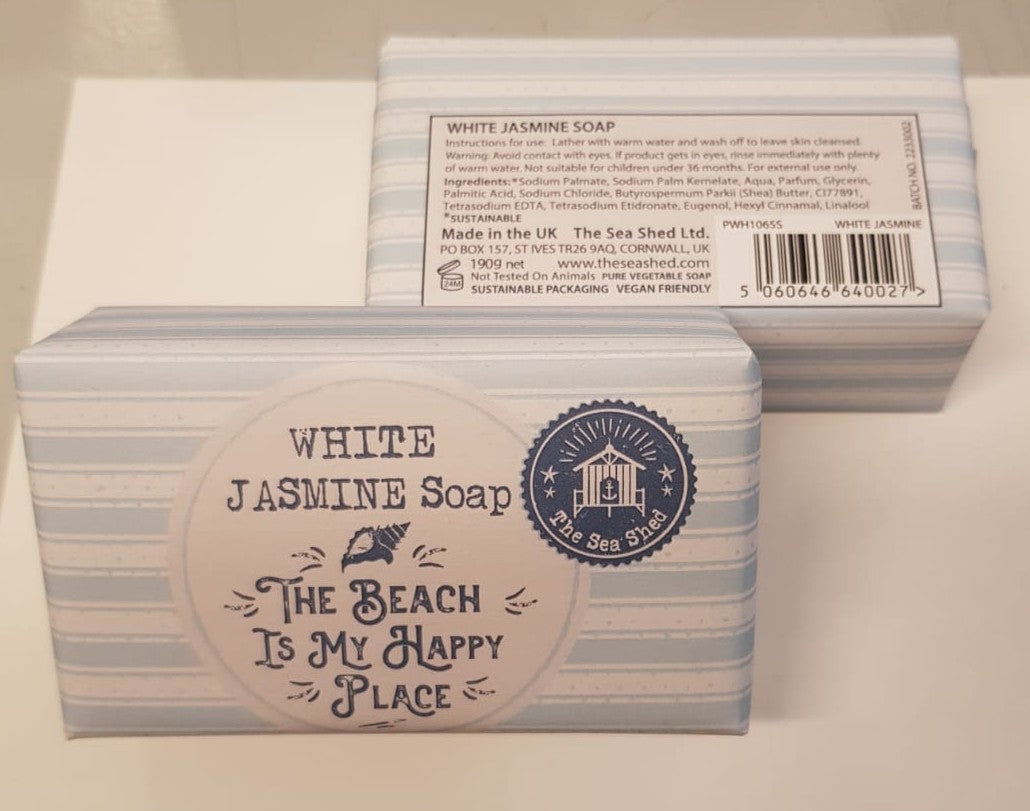 WHITE JASMINE SOAP
Instructions for use: Lather with warm water and wash off to leave skin cleansed.
Warning: Avoid contact with eyes. If product gets in eyes, rinse immediately with plenty
of warm water. Not suitable for children under 36 months. For external use only.
Ingredients:*Sodium Palmate, Sodium Palm Kernelate, Aqua, Parfum, Glycerin,
Palmitic Acid, Sodium Chloride, Butyrospermum Parkii (Shea) Butter, CI77891,
Tetrasodium EDTA, Tetrasodium Etidronate, Eugenol, Hexyl Cinnamal, Linalool
*SUSTAINABLE
Made in the UK The Sea Shed Ltd.
PO BOX 157, ST IVES TR26 9AQ, CORNWALL, UK
190g net www.theseashed.com
24M
Not Tested On Animals PURE VEGETABLE SOAP
SUSTAINABLE PACKAGING VEGAN FRIENDLY
BATCH NO. 2233002
PWH1065S WHITE JASMINE
5 060646 640027 >
WHITE
JASMINE Soap
THE BEACH
IS MY HAPPY
PLACE
The Sea Shed